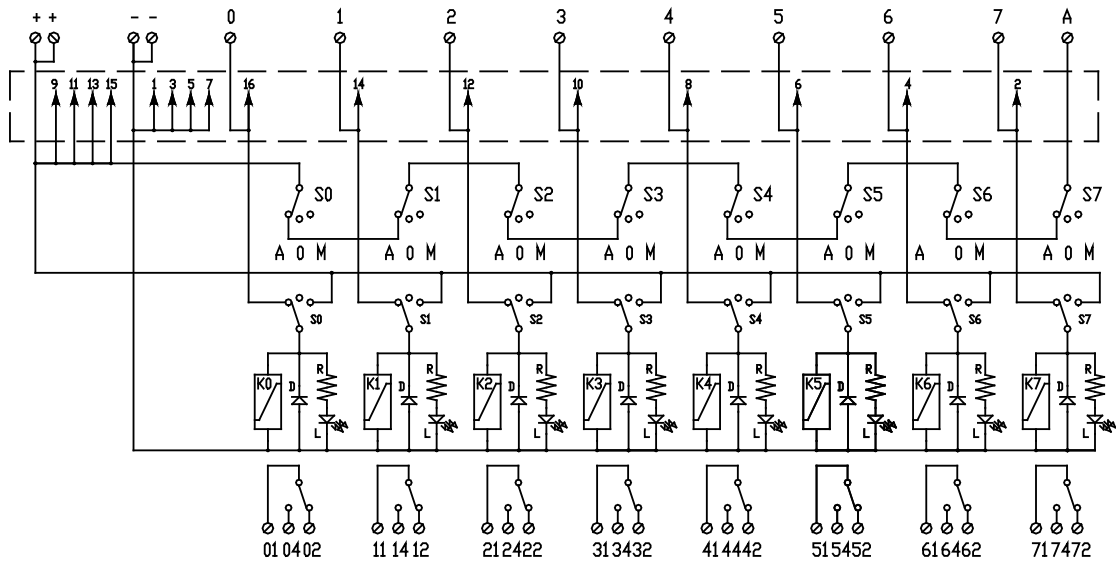 + + - - 0 1 2 3 4 5 6 7 A
9 11 13 15 1 3 5 7 16 14 12 10 8 6 4 2
S0 S1 S2 S3 S4 S5 S6 S7
A 0 M A 0 M A 0 M A 0 M A 0 M A 0 M A 0 M A 0 M
S0 S1 S2 S3 S4 S5 S6 S7
K0 D R K1 D R K2 D R K3 D R K4 D R K5 D R K6 D R K7 D R
L L L L L L L L
01 04 02 11 14 12 21 24 22 31 34 32 41 44 42 51 54 52 61 64 62 71 74 72